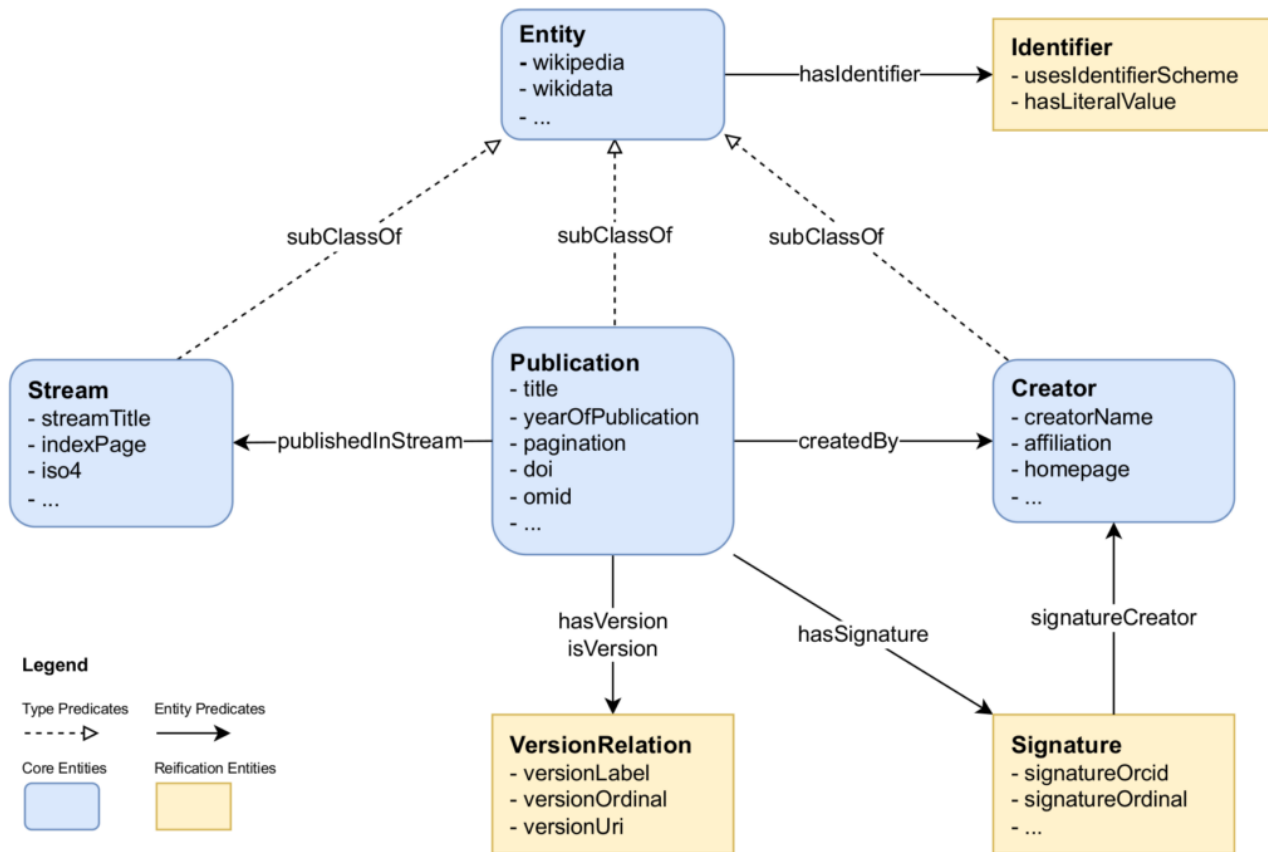 Entity
- wikipedia
- wikidata
- ...
hasIdentifier
Identifier
- usesIdentifierScheme
- hasLiteralValue
subClassOf
subClassOf
subClassOf
Stream
- streamTitle
- indexPage
- iso4
- ...
publishedInStream
Publication
- title
- yearOfPublication
- pagination
- doi
- omid
- ...
createdBy
Creator
- creatorName
- affiliation
- homepage
- ...
hasVersion
isVersion
hasSignature
signatureCreator
Legend
Type Predicates
Entity Predicates
Core Entities
Reification Entities
VersionRelation
- versionLabel
- versionOrdinal
- versionUri
Signature
- signatureOrcid
- signatureOrdinal
- ...